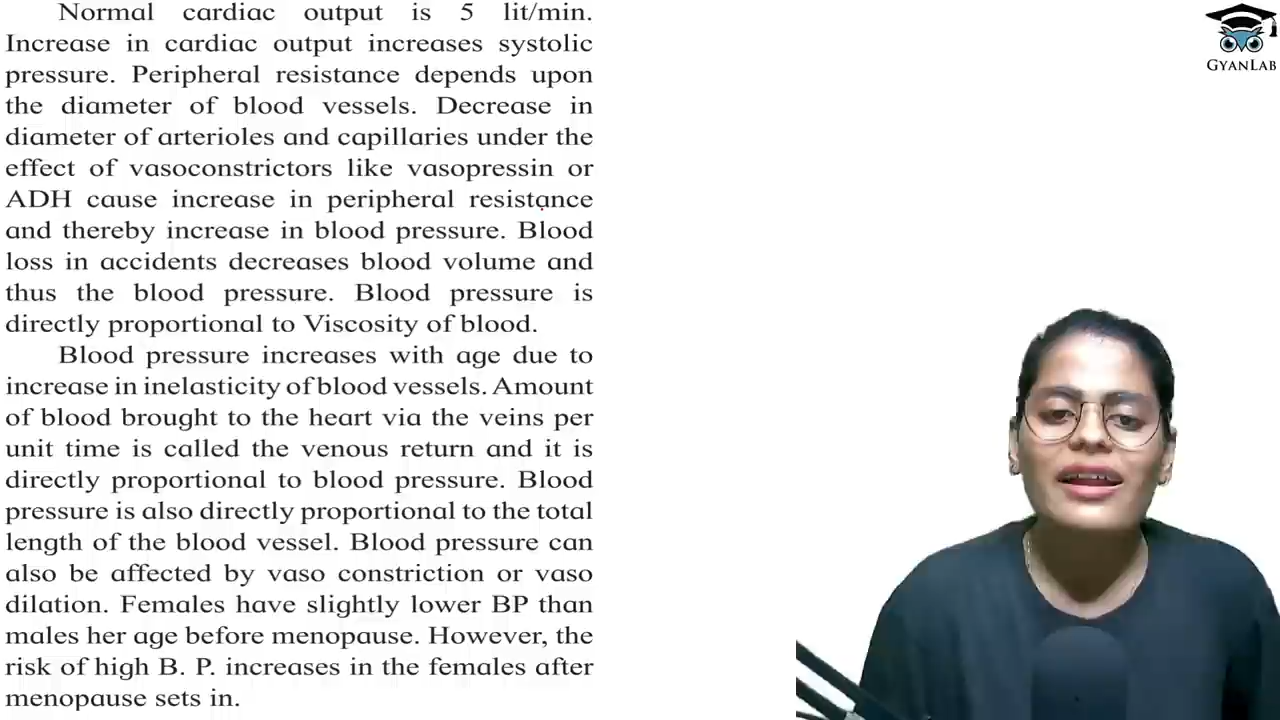 Normal cardiac output is 5 lit/min.
Increase in cardiac output increases systolic
pressure. Peripheral resistance depends upon
the diameter of blood vessels. Decrease in
diameter of arterioles and capillaries under the
effect of vasoconstrictors like vasopressin or
ADH cause increase in peripheral resistance
and thereby increase in blood pressure. Blood
loss in accidents decreases blood volume and
thus the blood pressure. Blood pressure is
directly proportional to Viscosity of blood.
Blood pressure increases with age due to
increase in inelasticity of blood vessels. Amount
of blood brought to the heart via the veins per
unit time is called the venous return and it is
directly proportional to blood pressure. Blood
pressure is also directly proportional to the total
length of the blood vessel. Blood pressure can
also be affected by vaso constriction or vaso
dilation. Females have slightly lower BP than
males her age before menopause. However, the
risk of high B. P. increases in the females after
menopause sets in.
GYANLAB